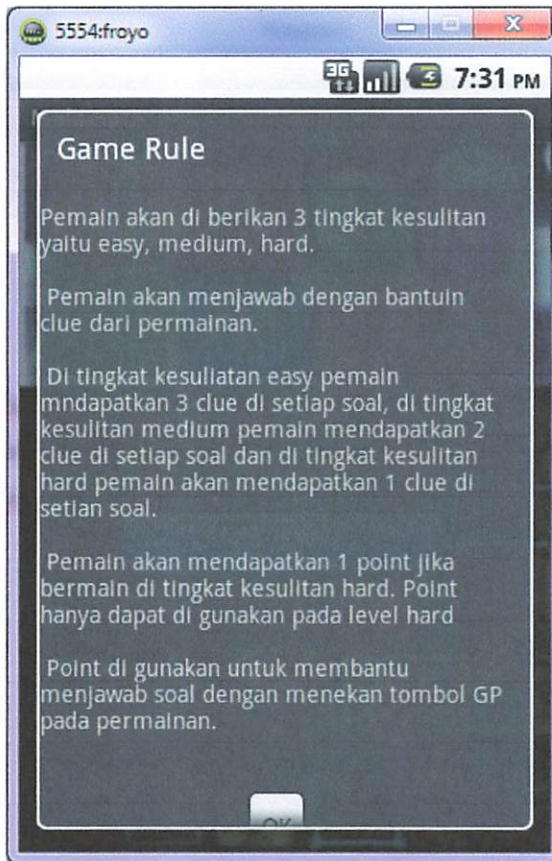 5554:froyo
3G 7:31 PM
Game Rule
Pemain akan di berikan 3 tingkat kesulitan
yaitu easy, medium, hard.
Pemain akan menjawab dengan bantuin
clue dari permainan.
Di tingkat kesuliatan easy pemain
mndapatkan 3 clue di setiap soal, di tingkat
kesulitan medium pemain mendapatkan 2
clue di setiap soal dan di tingkat kesulitan
hard pemain akan mendapatkan 1 clue di
setian soal.
Pemain akan mendapatkan 1 point jika
bermain di tingkat kesulitan hard. Point
hanya dapat di gunakan pada level hard
Point di gunakan untuk membantu
menjawab soal dengan menekan tombol GP
pada permainan.
OK